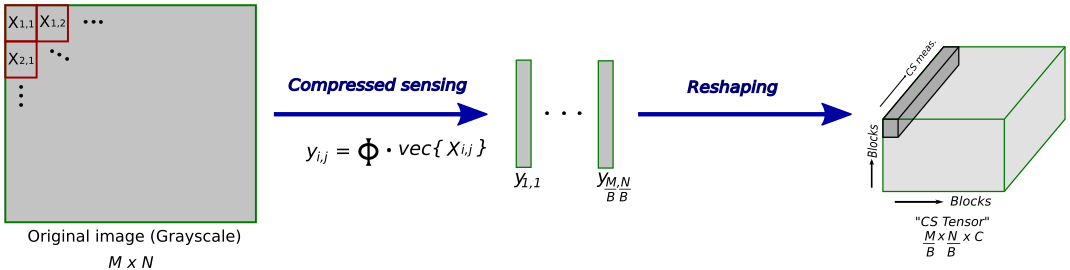 X1,1 X1,2 ...
X2,1
Original image (Grayscale)
M x N
Compressed sensing
yi,j = Φ · vec{ Xi,j }
y1,1 . . . yM/B,N/B
Reshaping
CS meas.
Blocks
Blocks
"CS Tensor"
M/B x N/B x C